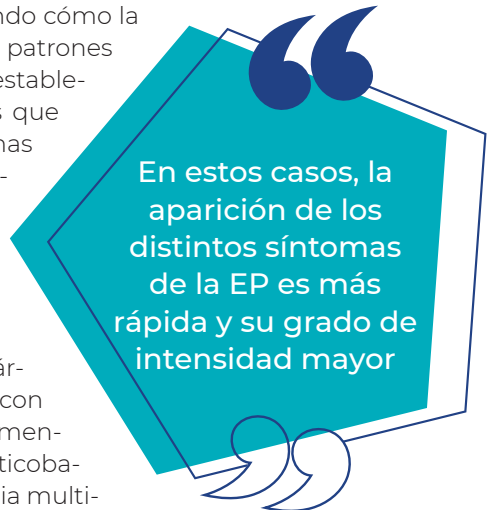 ndo cómo la
patrones
estable-
s que
nas
-
En estos casos, la
aparición de los
distintos síntomas
de la EP es más
rápida y su grado de
intensidad mayor
ár-
con
men-
ticoba-
ia multi-